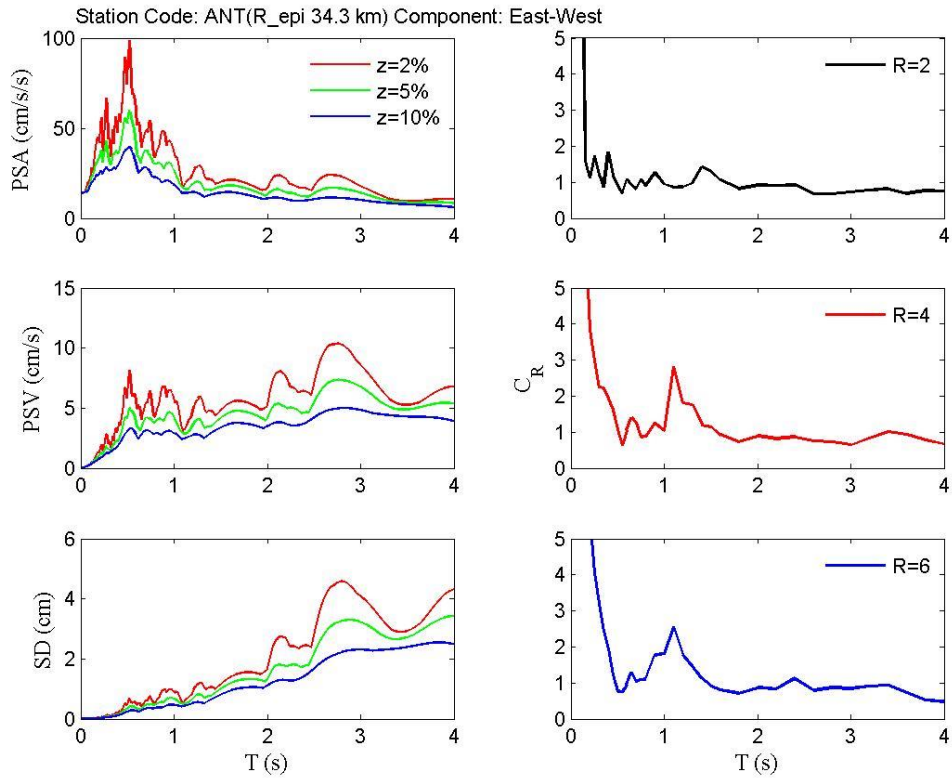 Station Code: ANT(R_epi 34.3 km) Component: East-West
PSA (cm/s/s)
100
50
0
0 1 2 3 4
z=2%
z=5%
z=10%
5
4
3
2
1
0
0 1 2 3 4
R=2
PSV (cm/s)
15
10
5
0
0 1 2 3 4
C_R
5
4
3
2
1
0
0 1 2 3 4
R=4
SD (cm)
6
4
2
0
0 1 2 3 4
T (s)
5
4
3
2
1
0
0 1 2 3 4
R=6
T (s)